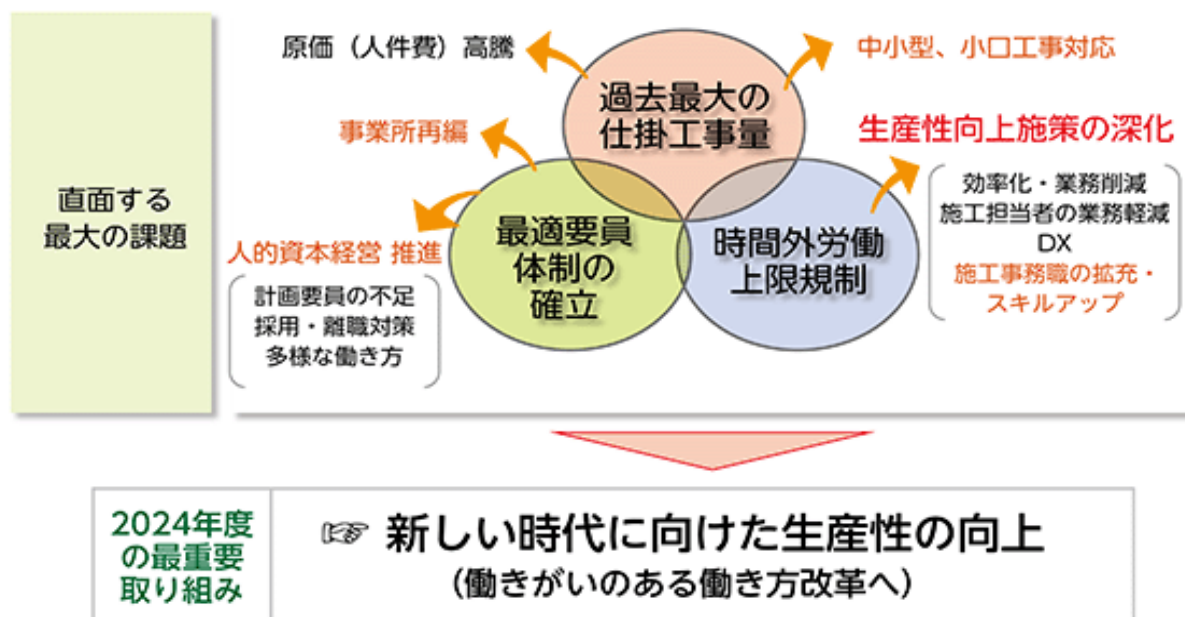 直面する
最大の課題
原価（人件費）高騰
中小型、小口工事対応
過去最大の
仕掛工事量
事業所再編
生産性向上施策の深化
効率化・業務削減
施工担当者の業務軽減
DX
施工事務職の拡充・
スキルアップ
最適要員
体制の
確立
時間外労働
上限規制
人的資本経営 推進
計画要員の不足
採用・離職対策
多様な働き方
2024年度
の最重要
取り組み
☞ 新しい時代に向けた生産性の向上
（働きがいのある働き方改革へ）